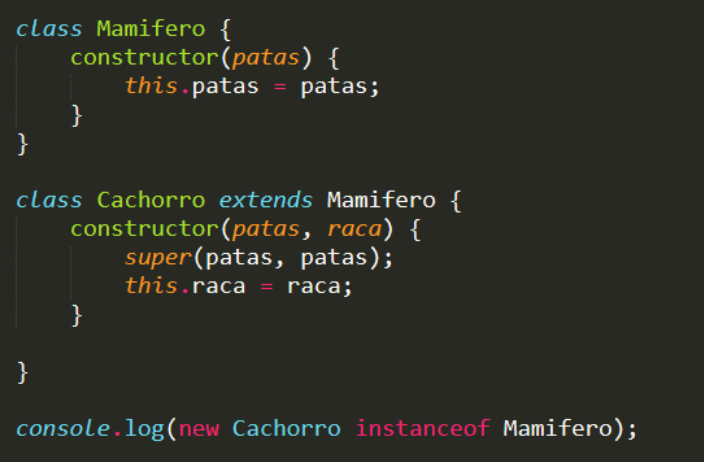 class Mamifero {
    constructor(patas) {
        this.patas = patas;
    }
}

class Cachorro extends Mamifero {
    constructor(patas, raca) {
        super(patas, patas);
        this.raca = raca;
    }

}

console.log(new Cachorro instanceof Mamifero);